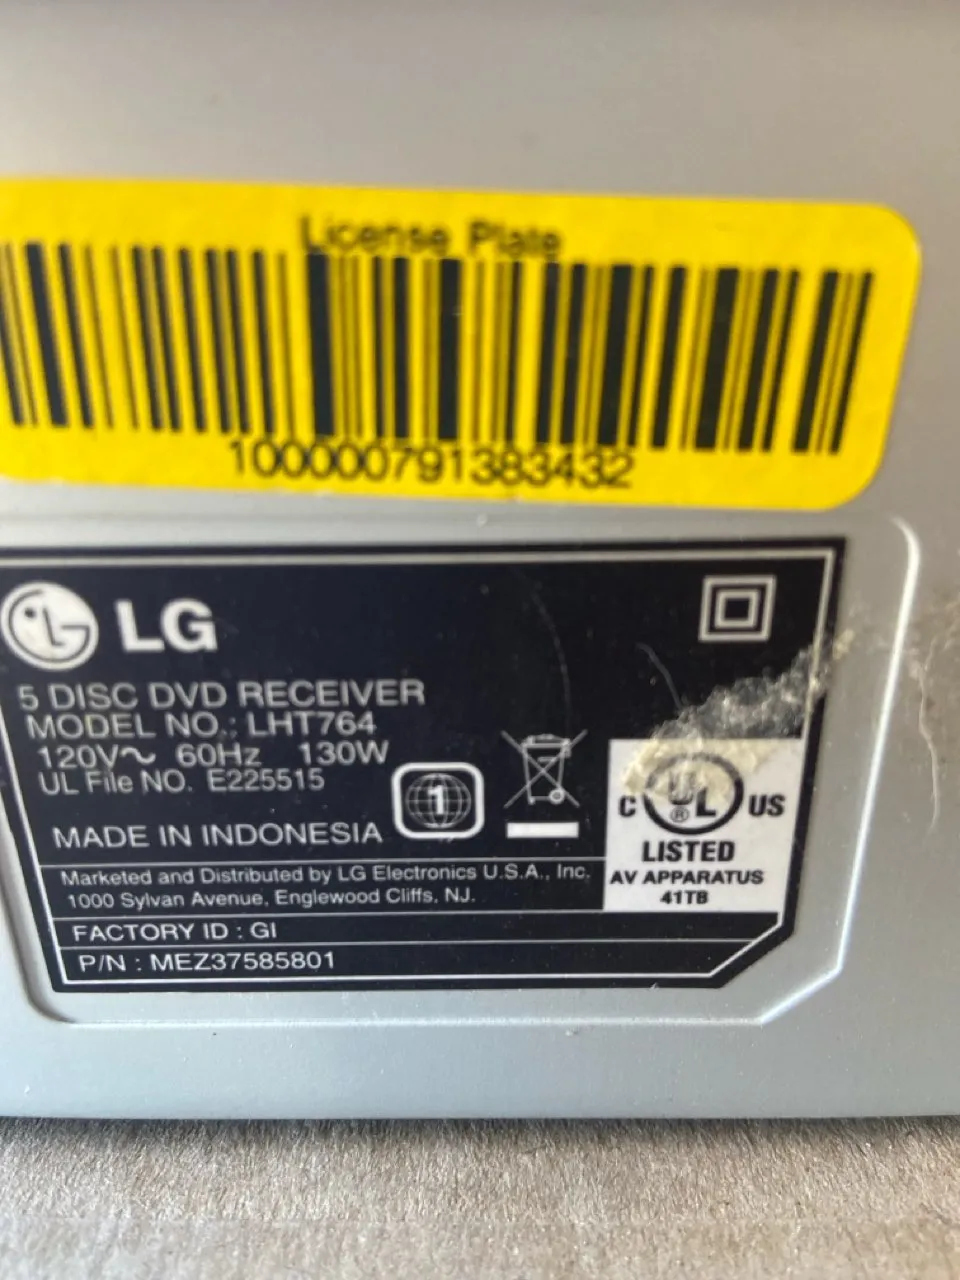 License Plate
100000791383432
LG
5 DISC DVD RECEIVER
MODEL NO.: LHT764
120V~ 60Hz 130W
UL File NO. E225515
1
MADE IN INDONESIA
C UL US
®
LISTED
AV APPARATUS
41TB
Marketed and Distributed by LG Electronics U.S.A., Inc.
1000 Sylvan Avenue, Englewood Cliffs, NJ.
FACTORY ID : GI
P/N : MEZ37585801